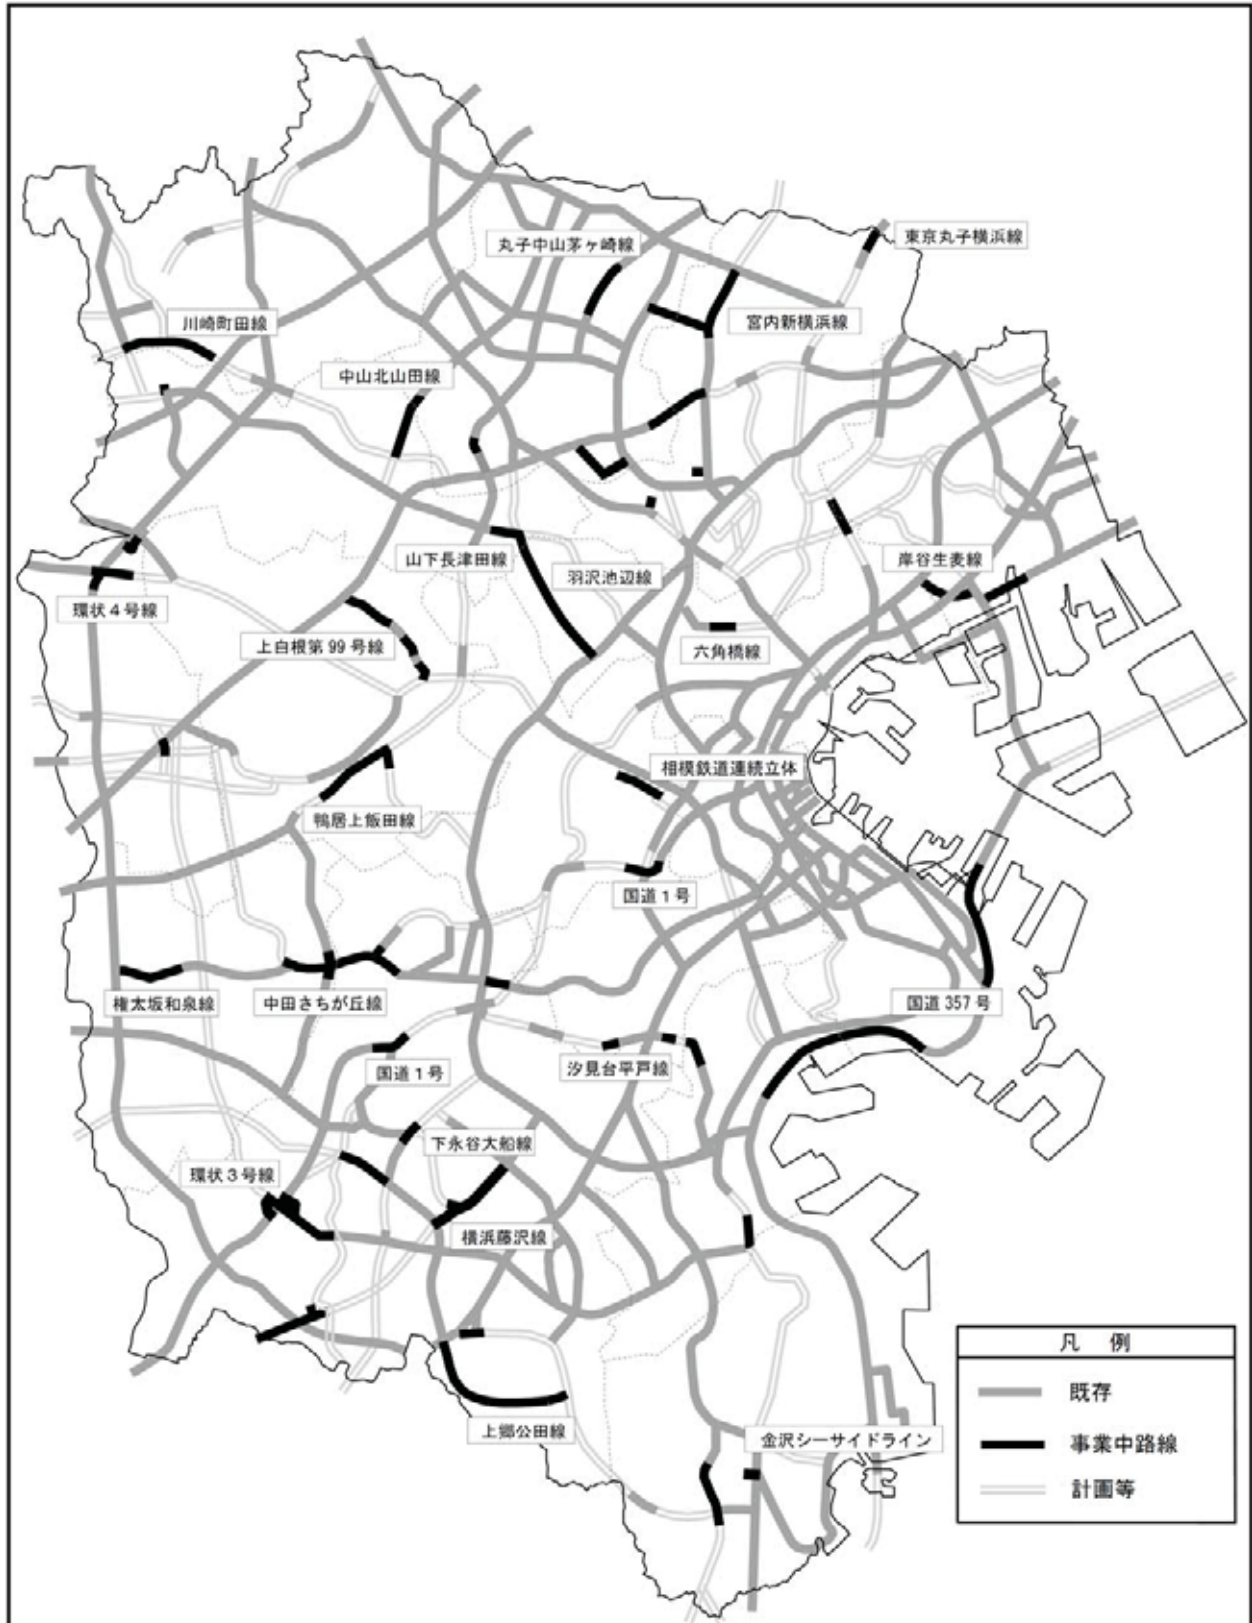 丸子中山茅ヶ崎線
東京丸子横浜線
川崎町田線
宮内新横浜線
中山北山田線
山下長津田線
羽沢池辺線
岸谷生麦線
環状4号線
上白根第99号線
六角橋線
相模鉄道連続立体
鴨居上飯田線
国道1号
権太坂和泉線
中田さちが丘線
国道357号
国道1号
汐見台平戸線
下永谷大船線
環状3号線
横浜藤沢線
上郷公田線
金沢シーサイドライン
凡 例
既存
事業中路線
計画等